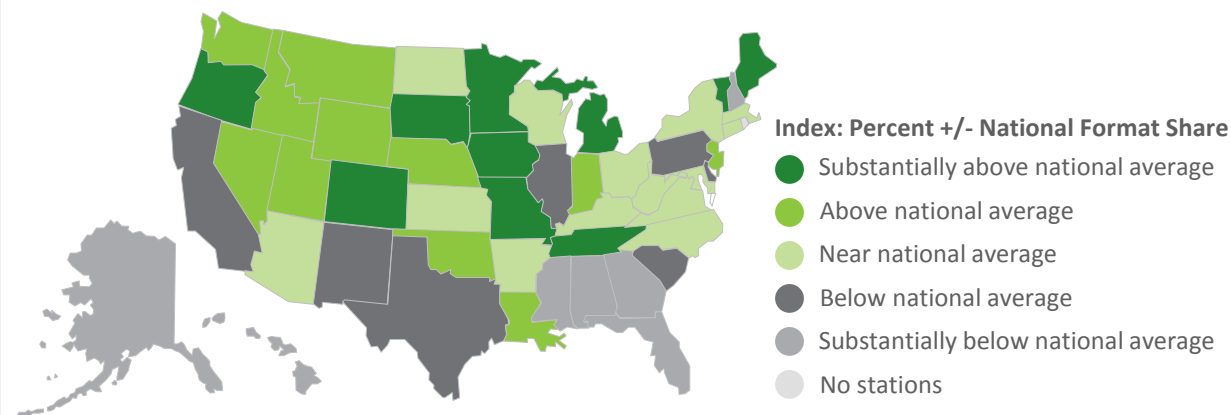 Index: Percent +/- National Format Share
Substantially above national average
Above national average
Near national average
Below national average
Substantially below national average
No stations